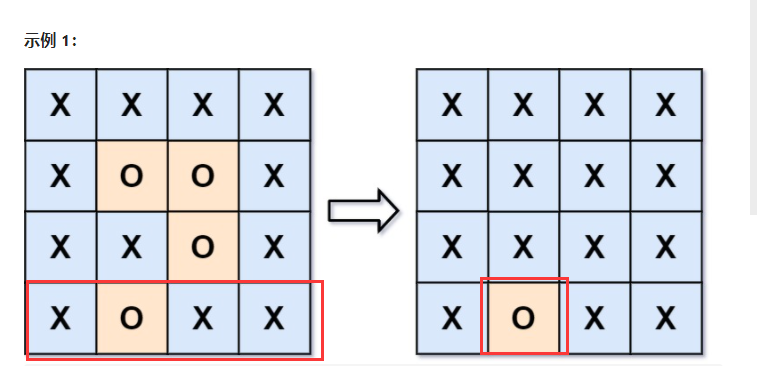 示例 1：
X X X X X X X X
X O O X X X X X
X X O X X X X X
X O X X X O X X